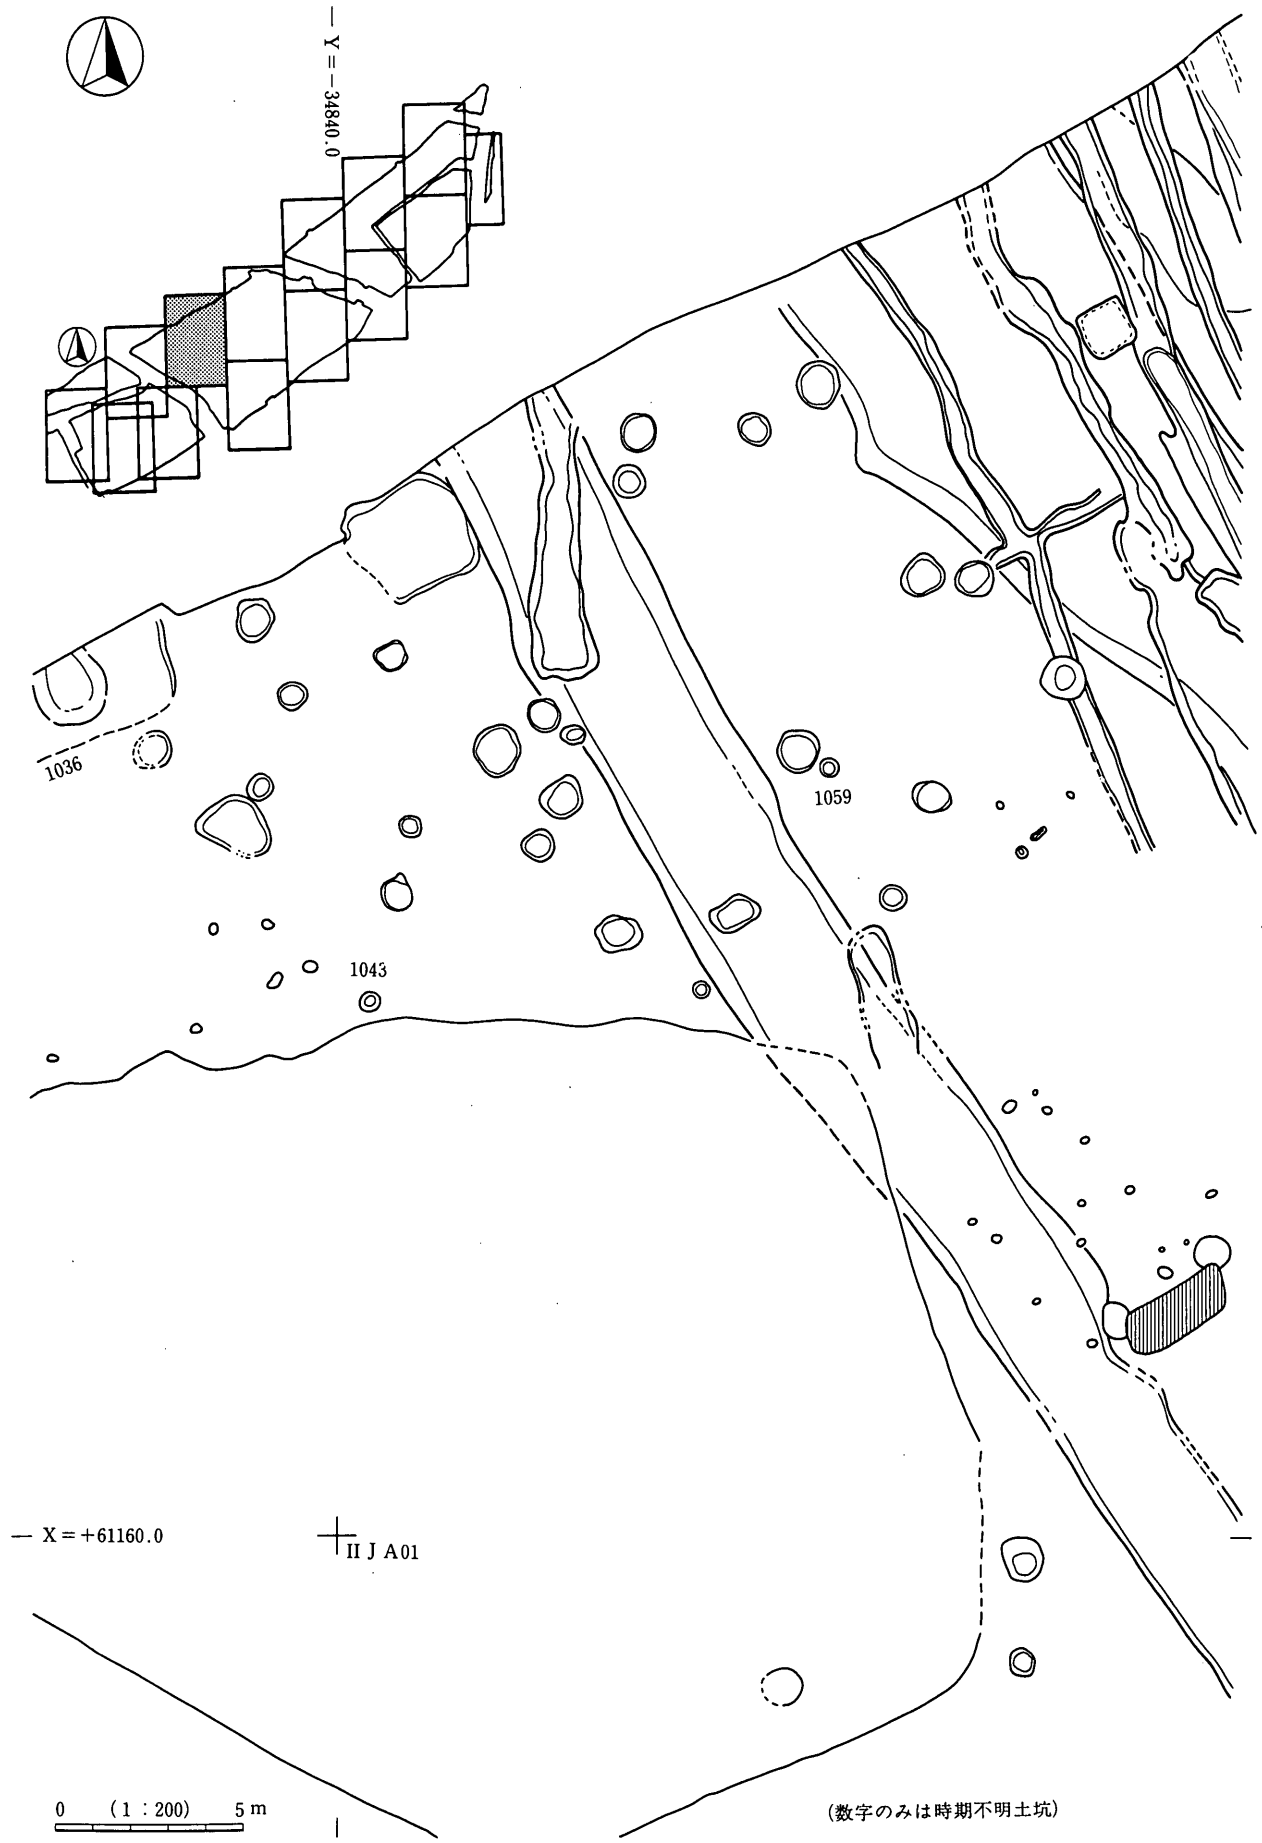 — Y = −34840.0
1036
1059
1043
— X = +61160.0
II J A01
0 (1 : 200) 5 m
(数字のみは時期不明土坑)